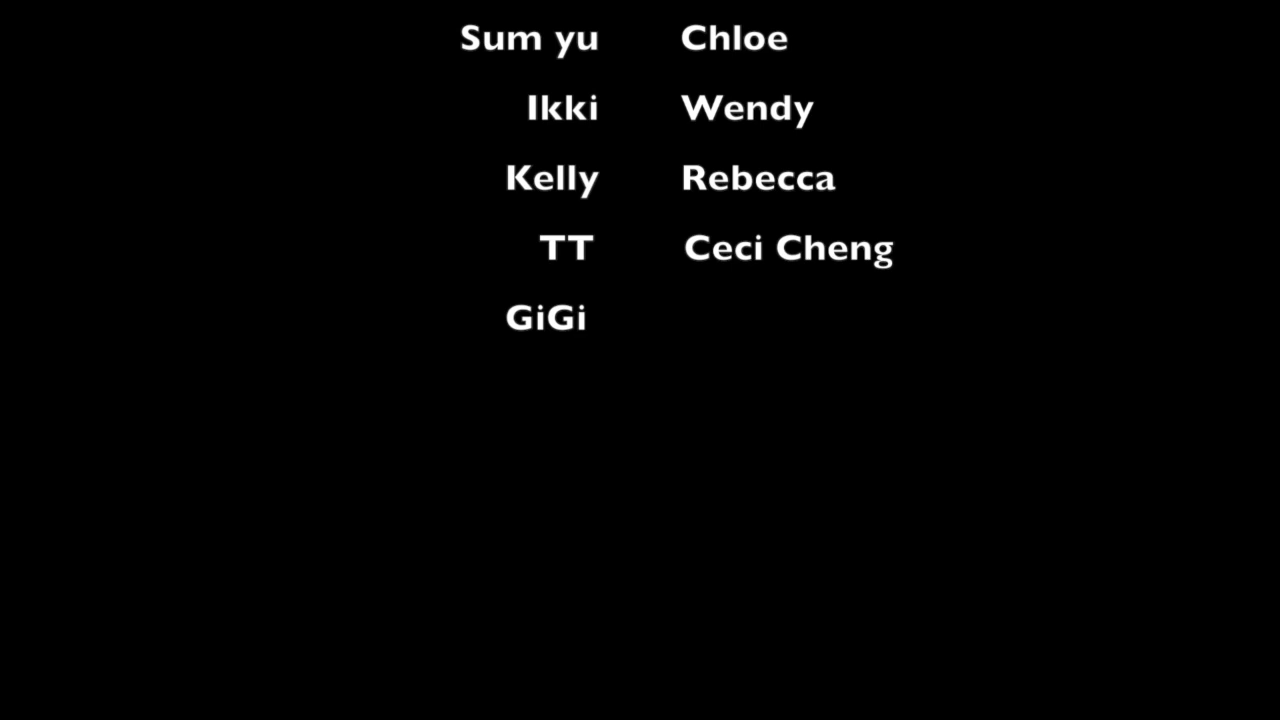 Sum yu Chloe
Ikki Wendy
Kelly Rebecca
TT Ceci Cheng
GiGi